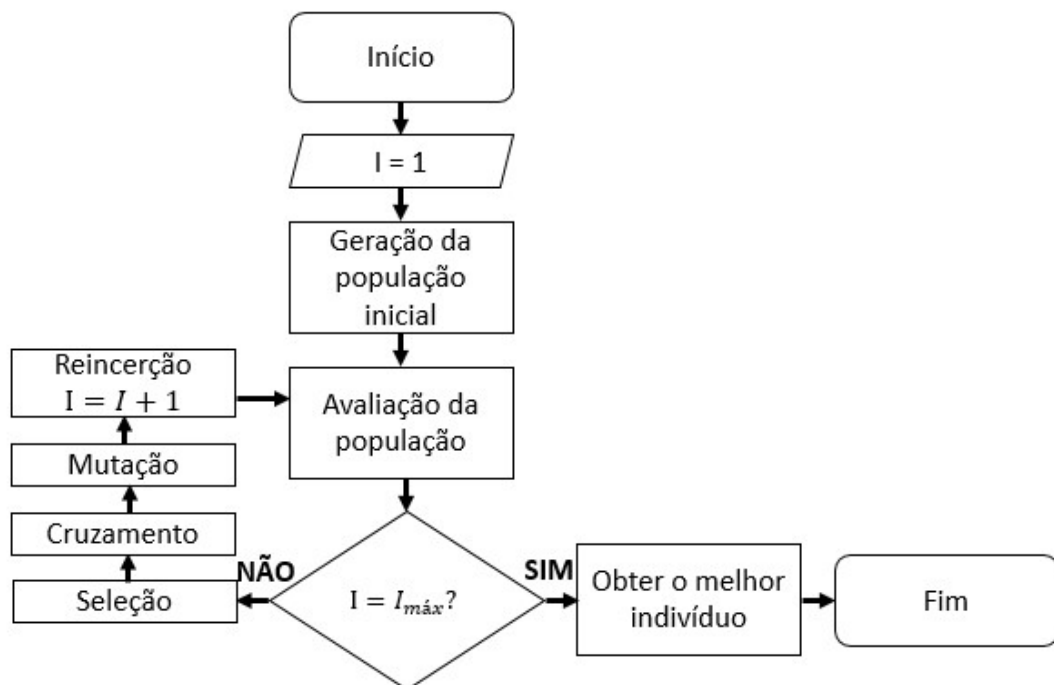 Início
I = 1
Geração da
população
inicial
Reincerção
I = I + 1
Avaliação da
população
Mutação
Cruzamento
Seleção
NÃO
I = Imáx?
SIM
Obter o melhor
indivíduo
Fim